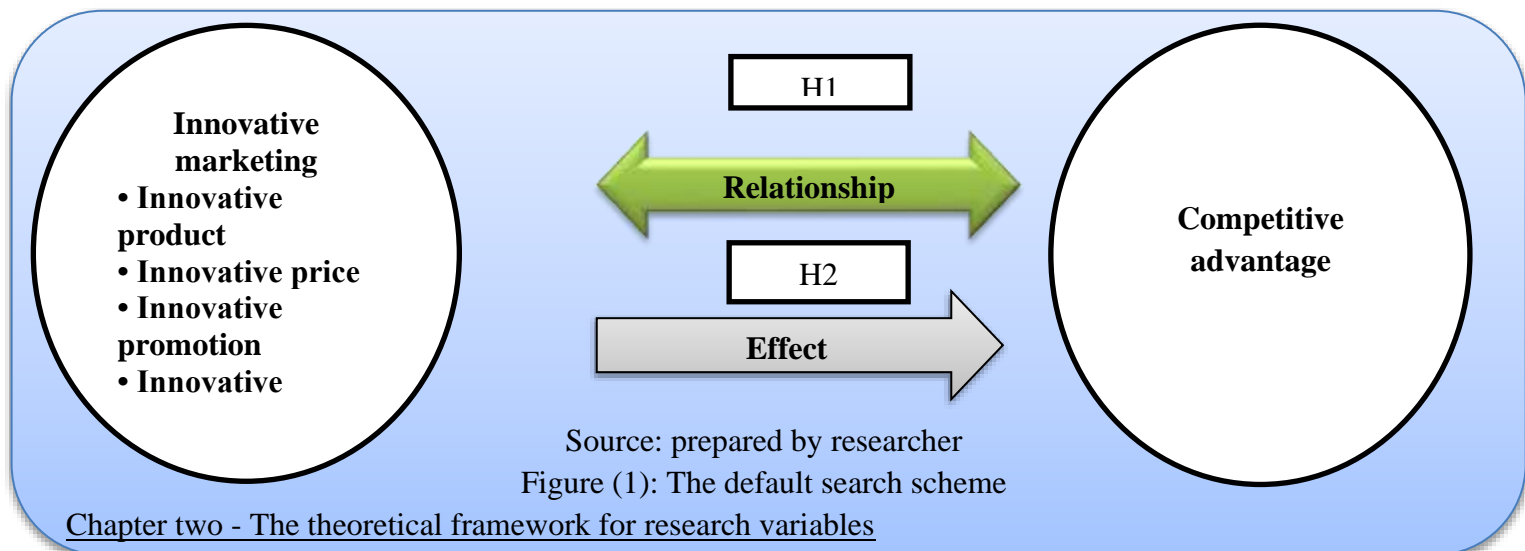 Innovative
marketing
• Innovative
product
• Innovative price
• Innovative
promotion
• Innovative
H1
Relationship
H2
Effect
Competitive
advantage
Source: prepared by researcher
Figure (1): The default search scheme
Chapter two - The theoretical framework for research variables